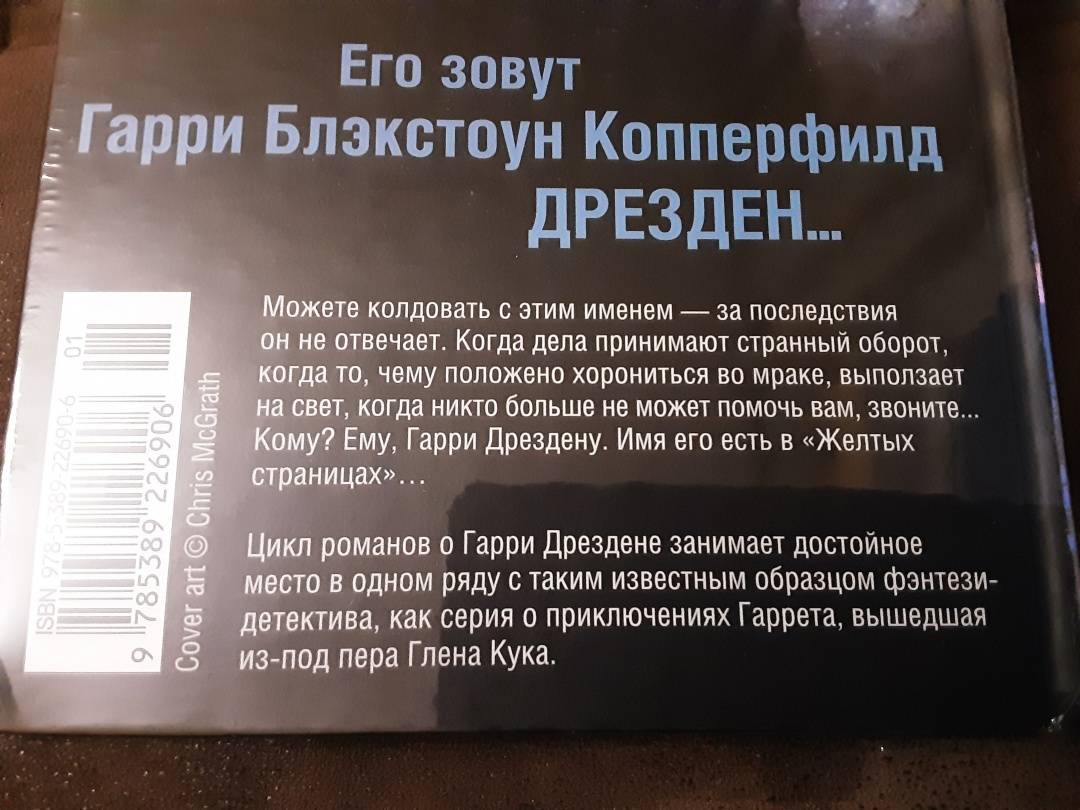 Его зовут
Гарри Блэкстоун Копперфилд
ДРЕЗДЕН...
Можете колдовать с этим именем — за последствия
он не отвечает. Когда дела принимают странный оборот,
когда то, чему положено хорониться во мраке, выползает
на свет, когда никто больше не может помочь вам, звоните...
Кому? Ему, Гарри Дрездену. Имя его есть в «Желтых
страницах»...
Цикл романов о Гарри Дрездене занимает достойное
место в одном ряду с таким известным образцом фэнтези-
детектива, как серия о приключениях Гаррета, вышедшая
из-под пера Глена Кука.
ISBN 978-5-389-22690-6
01
9 785389 226906
Cover art © Chris McGrath